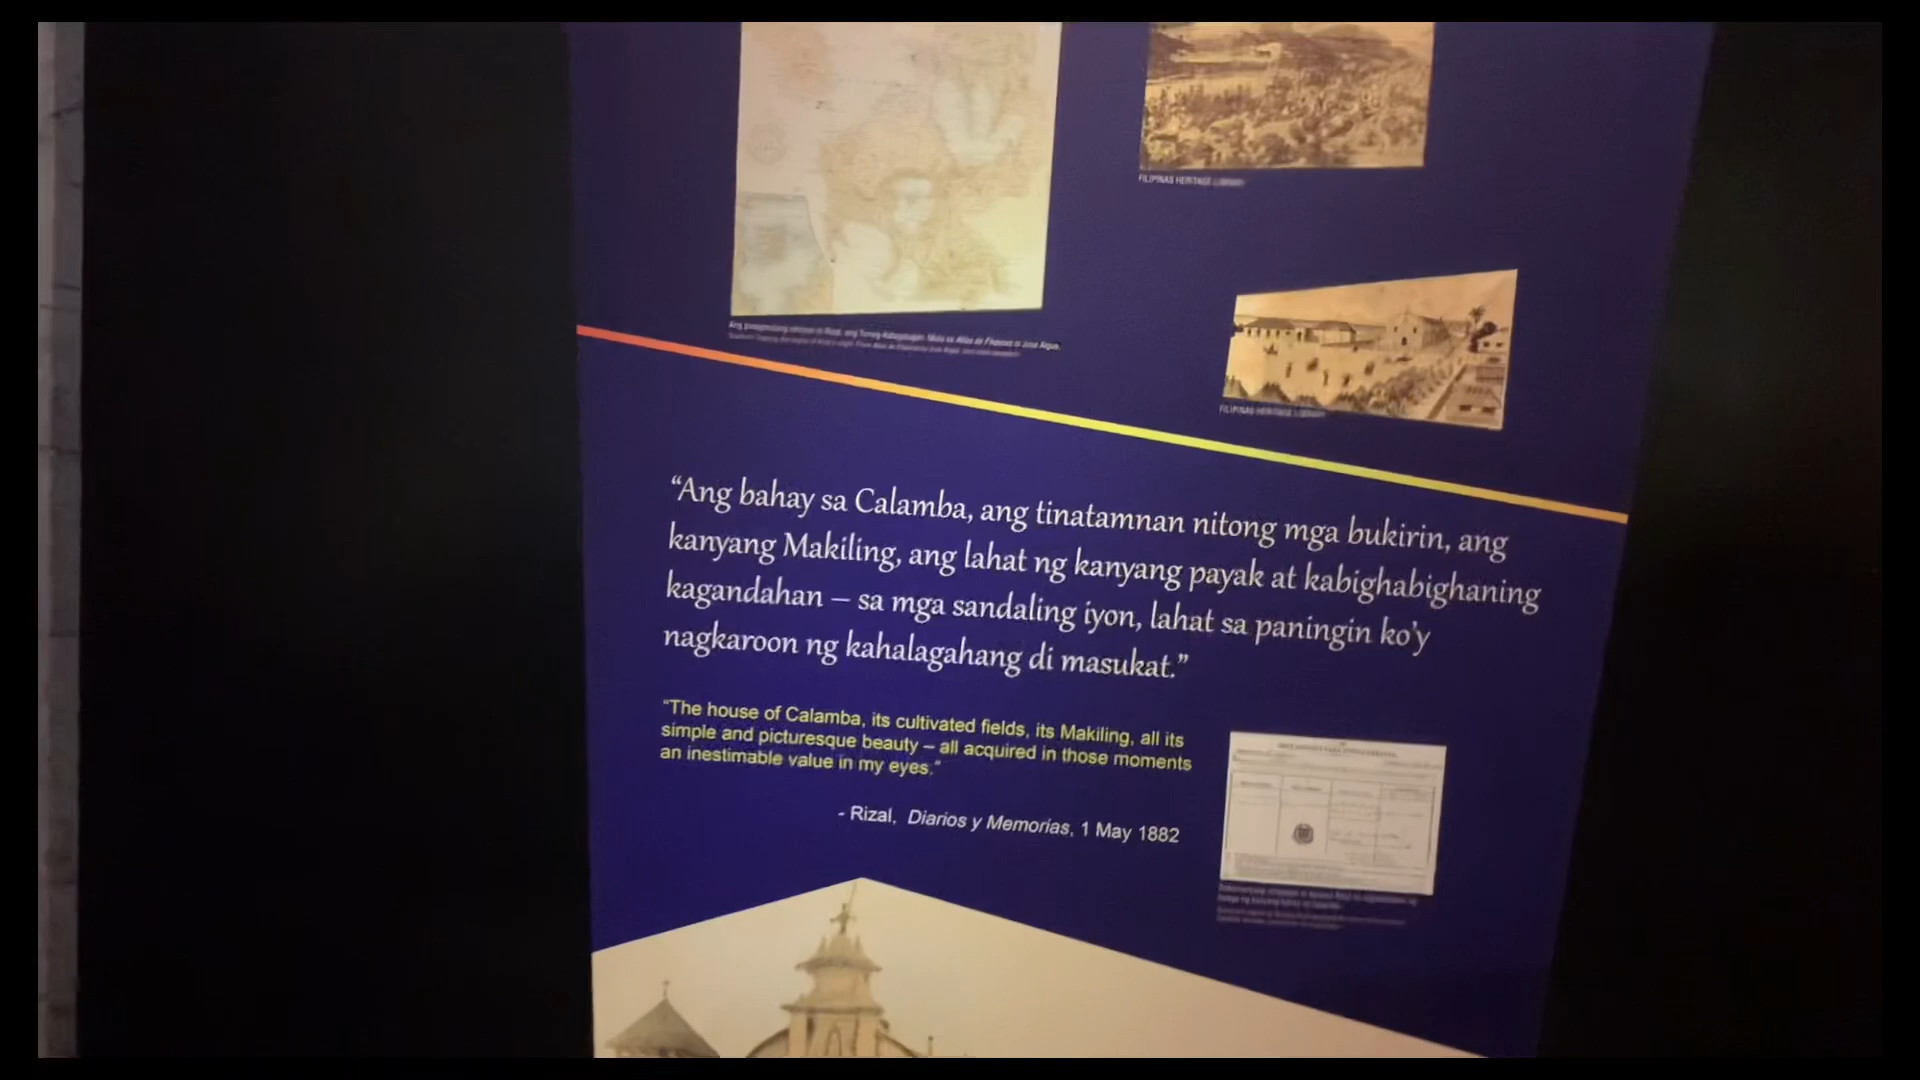 FILIPINAS HERITAGE LIBRARY
FILIPINAS HERITAGE LIBRARY
“Ang bahay sa Calamba, ang tinatamnan nitong mga bukirin, ang
kanyang Makiling, ang lahat ng kanyang payak at kabighabighaning
kagandahan – sa mga sandaling iyon, lahat sa paningin ko’y
nagkaroon ng kahalagahang di masukat.”
“The house of Calamba, its cultivated fields, its Makiling, all its
simple and picturesque beauty – all acquired in those moments
an inestimable value in my eyes.”
- Rizal, Diarios y Memorias, 1 May 1882